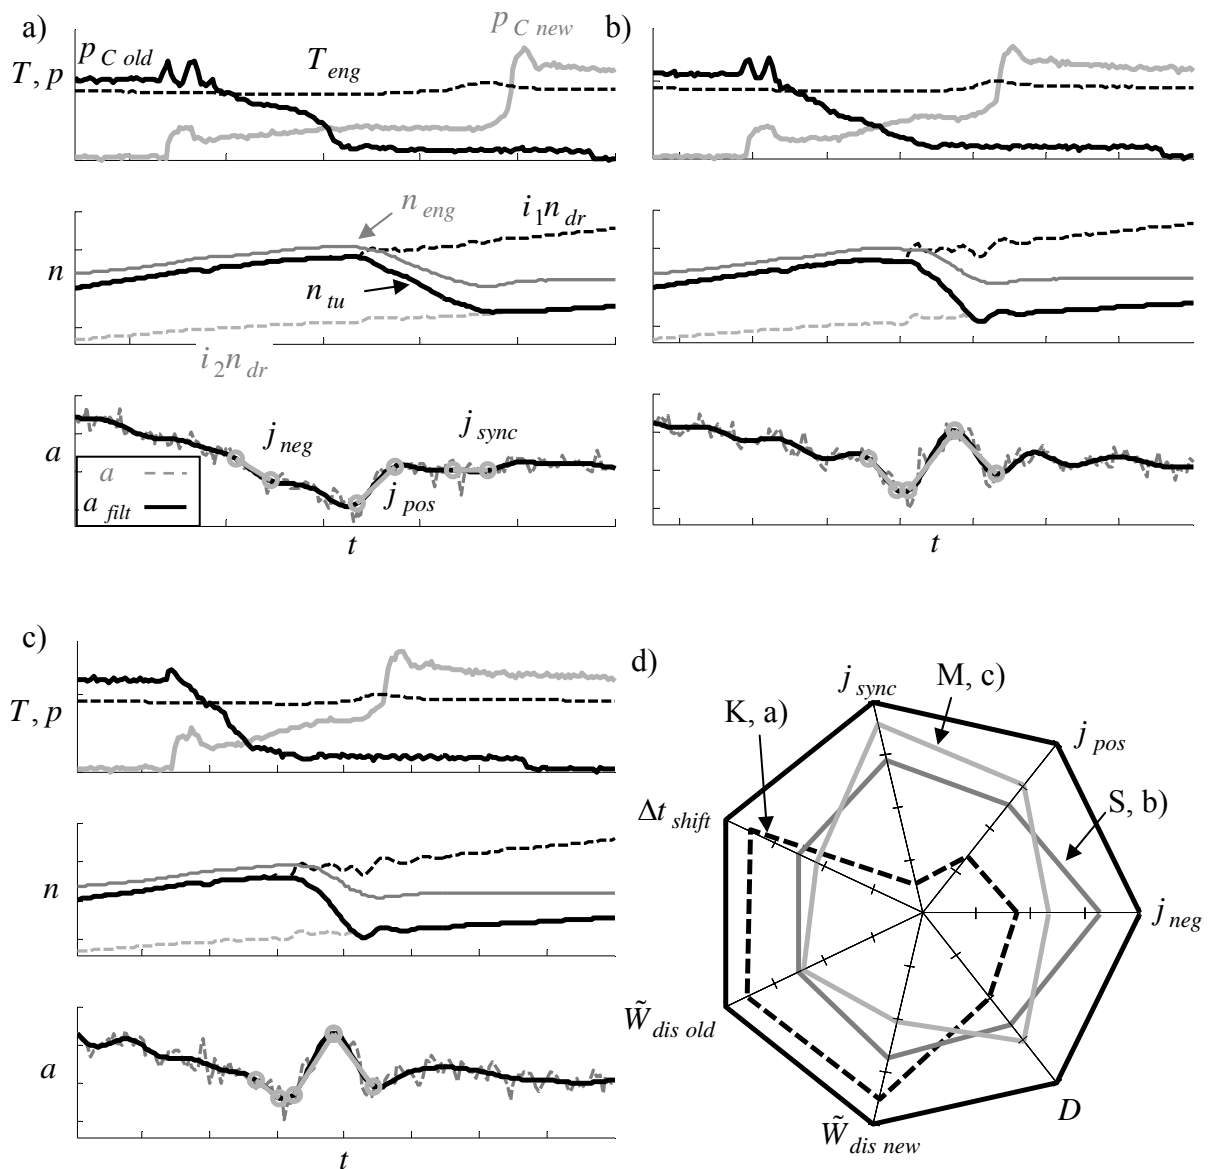 a)
p C old
T eng
p C new
T, p
n eng
i 1 n dr
n
n tu
i 2 n dr
j neg
j sync
a
a
a filt
j pos
t
b)
t
c)
T, p
n
a
t
d)
K, a)
j sync
M, c)
j pos
S, b)
Δt shift
j neg
W̃ dis old
W̃ dis new
D